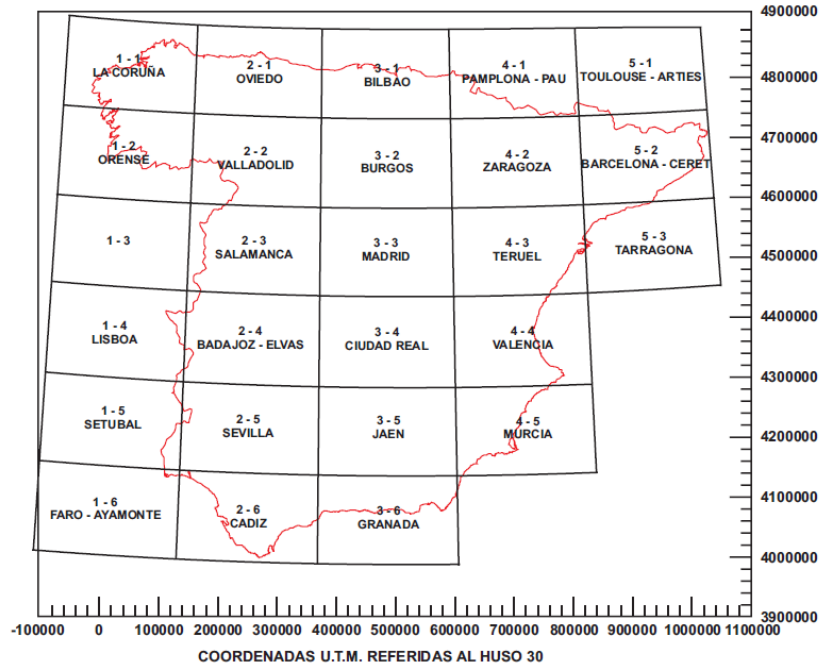 4900000
1 - 1
LA CORUÑA
2 - 1
OVIEDO
3 - 1
BILBAO
4 - 1
PAMPLONA - PAU
5 - 1
TOULOUSE - ARTIES
4800000
4700000
1 - 2
ORENSE
2 - 2
VALLADOLID
3 - 2
BURGOS
4 - 2
ZARAGOZA
5 - 2
BARCELONA - CERET
4600000
1 - 3
2 - 3
SALAMANCA
3 - 3
MADRID
4 - 3
TERUEL
5 - 3
TARRAGONA
4500000
4400000
1 - 4
LISBOA
2 - 4
BADAJOZ - ELVAS
3 - 4
CIUDAD REAL
4 - 4
VALENCIA
4300000
1 - 5
SETUBAL
2 - 5
SEVILLA
3 - 5
JAEN
4 - 5
MURCIA
4200000
4100000
1 - 6
FARO - AYAMONTE
2 - 6
CADIZ
3 - 6
GRANADA
4000000
3900000
-100000 0 100000 200000 300000 400000 500000 600000 700000 800000 900000 1000000 1100000
COORDENADAS U.T.M. REFERIDAS AL HUSO 30